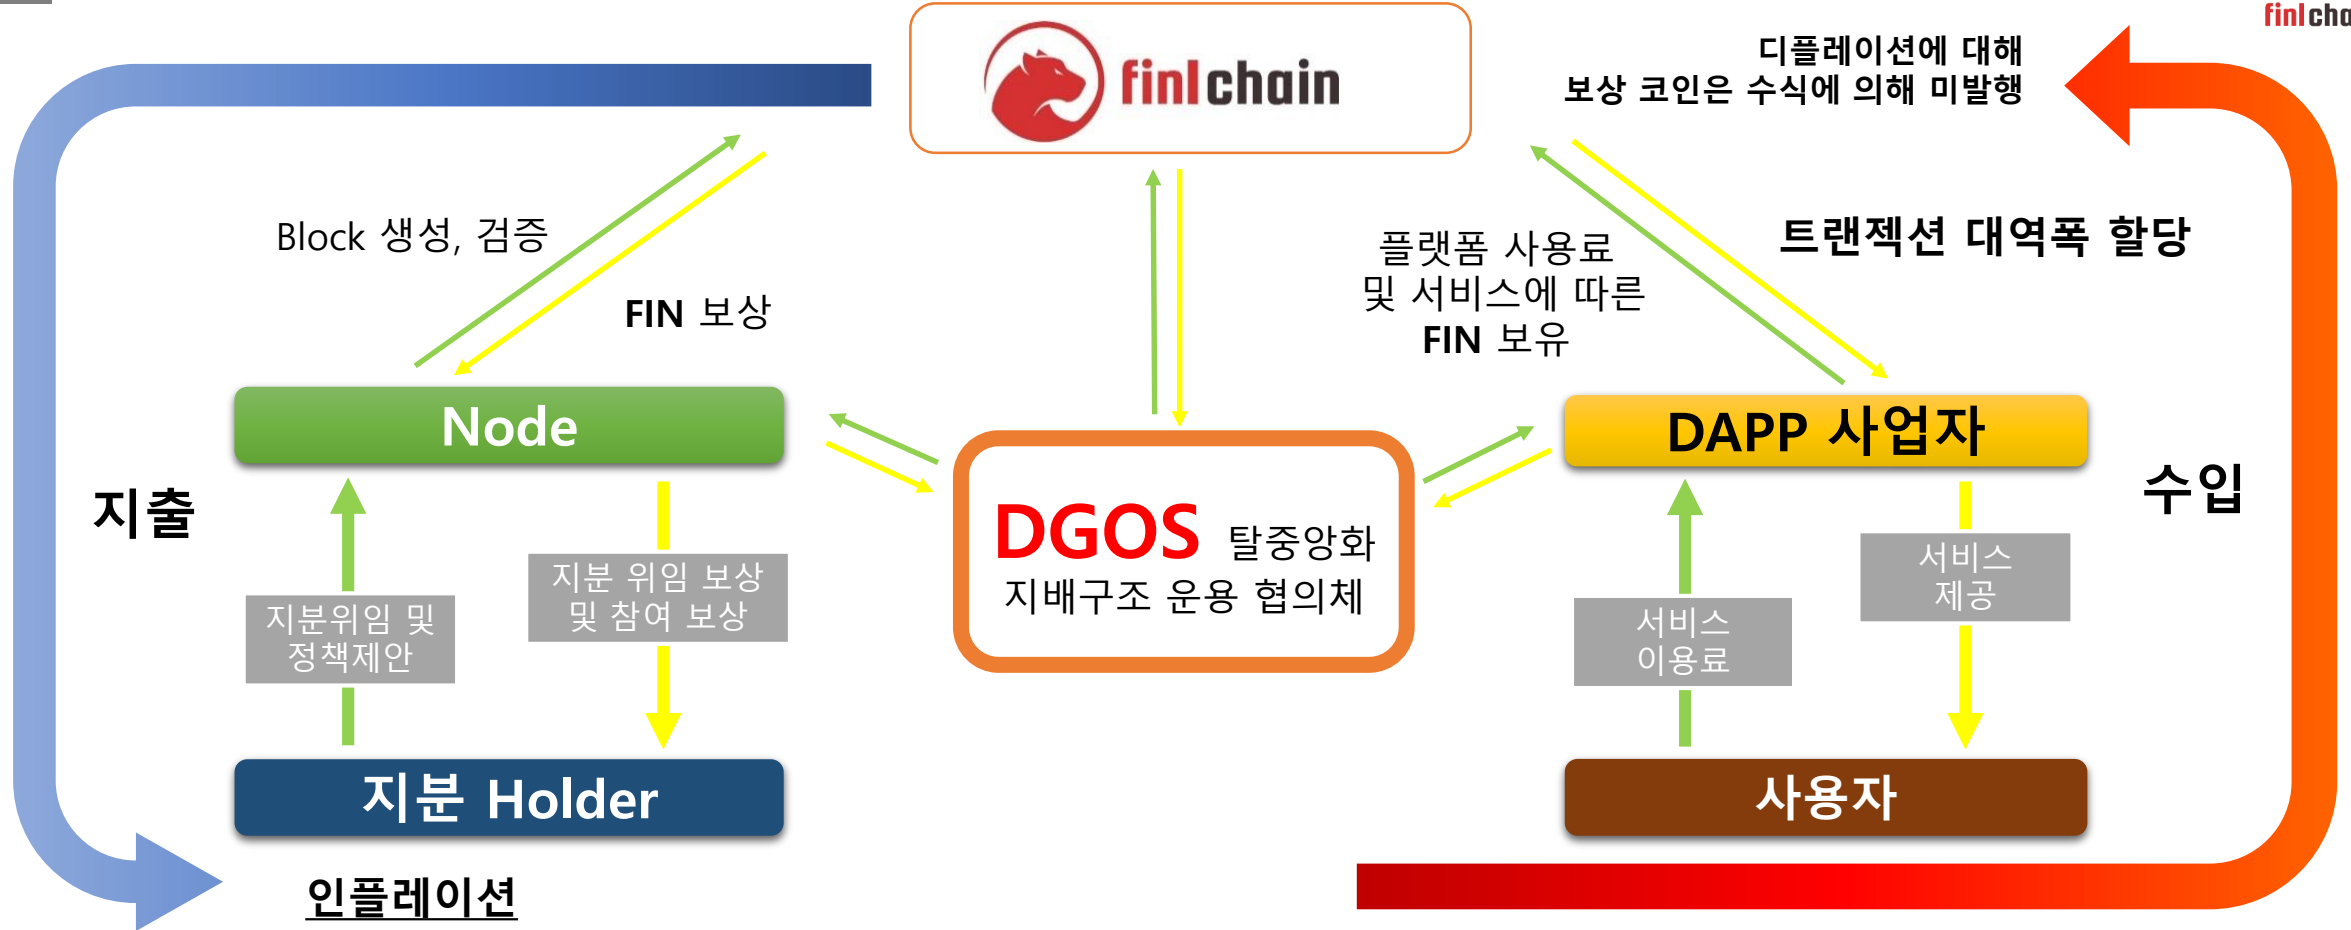 finl chain
finl cha
디플레이션에 대해
보상 코인은 수식에 의해 미발행
Block 생성, 검증
FIN 보상
플랫폼 사용료
및 서비스에 따른
FIN 보유
트랜젝션 대역폭 할당
Node
DAPP 사업자
지출
수입
DGOS 탈중앙화
지배구조 운용 협의체
지분위임 및
정책제안
지분 위임 보상
및 참여 보상
서비스
이용료
서비스
제공
지분 Holder
사용자
인플레이션